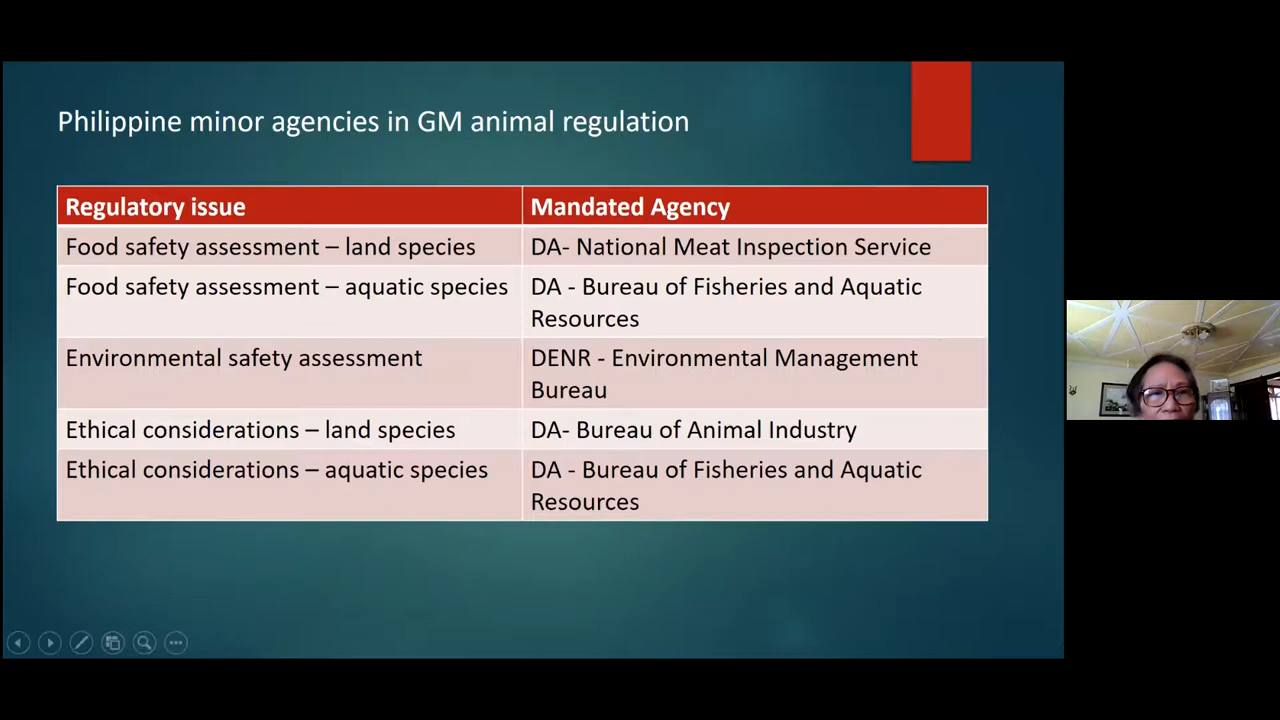 Philippine minor agencies in GM animal regulation
Regulatory issue
Mandated Agency
Food safety assessment – land species
DA- National Meat Inspection Service
Food safety assessment – aquatic species
DA - Bureau of Fisheries and Aquatic
Resources
Environmental safety assessment
DENR - Environmental Management
Bureau
Ethical considerations – land species
DA- Bureau of Animal Industry
Ethical considerations – aquatic species
DA - Bureau of Fisheries and Aquatic
Resources